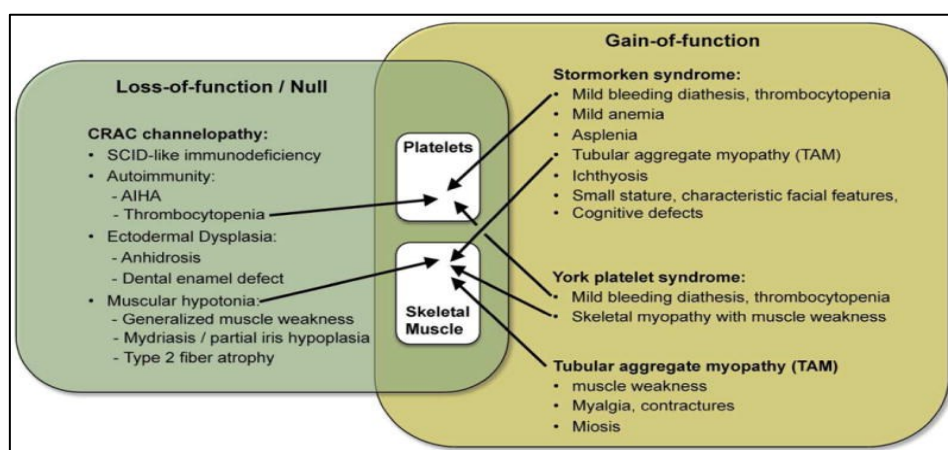 Loss-of-function / Null
CRAC channelopathy:
• SCID-like immunodeficiency
• Autoimmunity:
- AIHA
- Thrombocytopenia
• Ectodermal Dysplasia:
- Anhidrosis
- Dental enamel defect
• Muscular hypotonia:
- Generalized muscle weakness
- Mydriasis / partial iris hypoplasia
- Type 2 fiber atrophy
Platelets
Skeletal
Muscle
Gain-of-function
Stormorken syndrome:
• Mild bleeding diathesis, thrombocytopenia
• Mild anemia
• Asplenia
• Tubular aggregate myopathy (TAM)
• Ichthyosis
• Small stature, characteristic facial features,
• Cognitive defects
York platelet syndrome:
• Mild bleeding diathesis, thrombocytopenia
• Skeletal myopathy with muscle weakness
Tubular aggregate myopathy (TAM)
• muscle weakness
• Myalgia, contractures
• Miosis